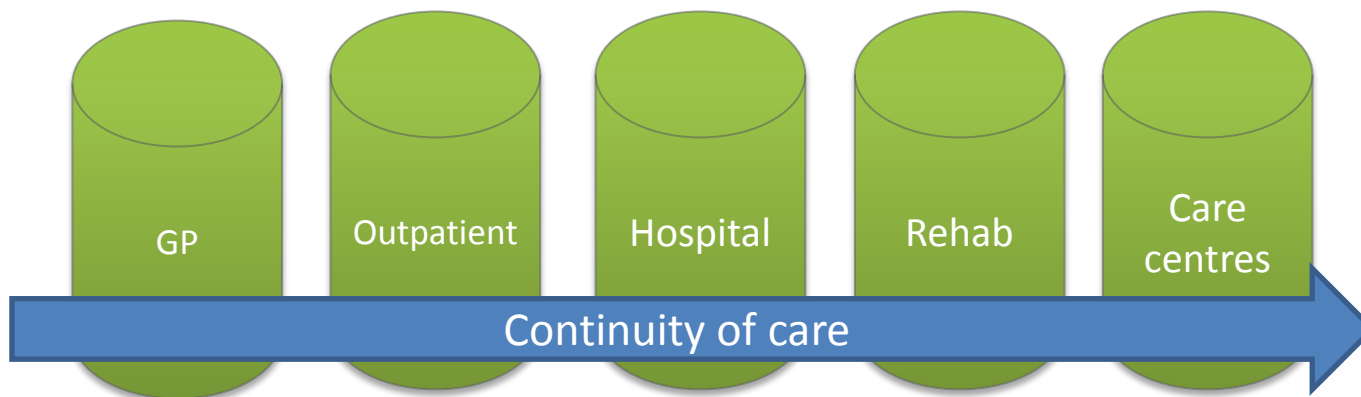 GP
Outpatient
Hospital
Rehab
Care
centres
Continuity of care